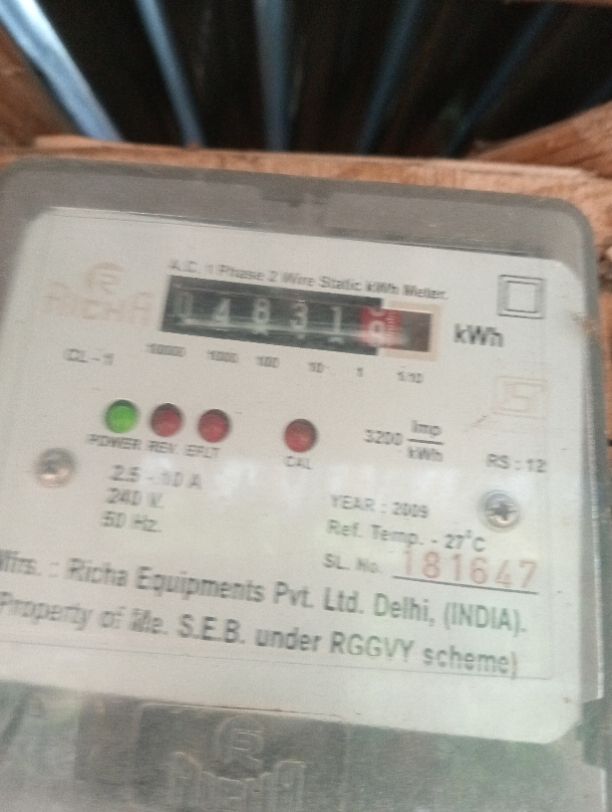 A.C. 1 Phase 2 Wire Static kWh Meter.
RICHA
0 4 8 3 1
kWh
10000 1000 100 10 1 1/10
CL - 1
POWER REV. EFLT CAL
3200 Imp
kWh
RS : 12
2.5 - 10 A
240 V.
50 Hz.
YEAR : 2009
Ref. Temp. - 27°C
SL. No. 181647
Mfrs. : Richa Equipments Pvt. Ltd. Delhi, (INDIA).
Property of Me. S.E.B. under RGGVY scheme)
RICHA